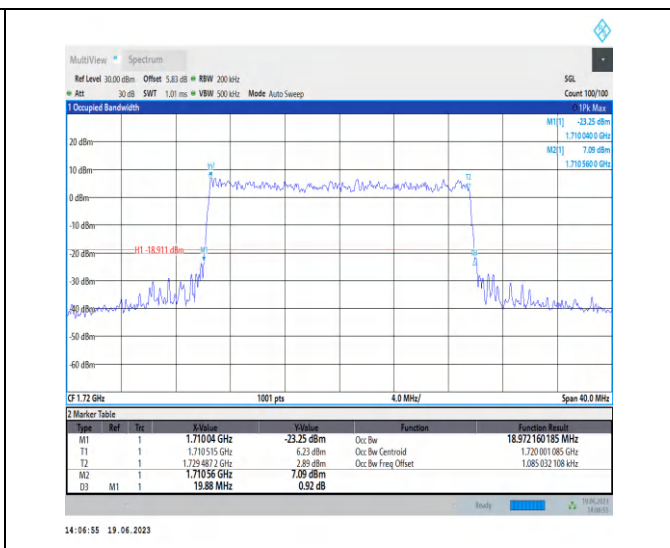 MultiView Spectrum
Ref Level 30.00 dBm Offset 5.83 dB RBW 200 kHz SGL
Att 30 dB SWT 1.01 ms VBW 500 kHz Mode Auto Sweep Count 100/100
1 Occupied Bandwidth 1Pk Max
M1[1] -23.25 dBm
1.710 040 0 GHz
M2[1] 7.09 dBm
1.710 560 0 GHz
20 dBm
10 dBm
T2
0 dBm
-10 dBm
H1 -18.911 dBm
M1
-20 dBm
-30 dBm
-40 dBm
-50 dBm
-60 dBm
CF 1.72 GHz 1001 pts 4.0 MHz/ Span 40.0 MHz
2 Marker Table
Type Ref Trc X-Value Y-Value Function Function Result
M1 1 1.71004 GHz -23.25 dBm Occ Bw 18.972 160 185 MHz
T1 1 1.710 515 GHz 6.23 dBm Occ Bw Centroid 1.720 001 085 GHz
T2 1 1.729 487 2 GHz 2.89 dBm Occ Bw Freq Offset 1.085 032 108 kHz
M2 1 1.71056 GHz 7.09 dBm
D3 M1 1 19.88 MHz 0.92 dB
Ready 19.06.2023
14:06:55
14:06:55 19.06.2023